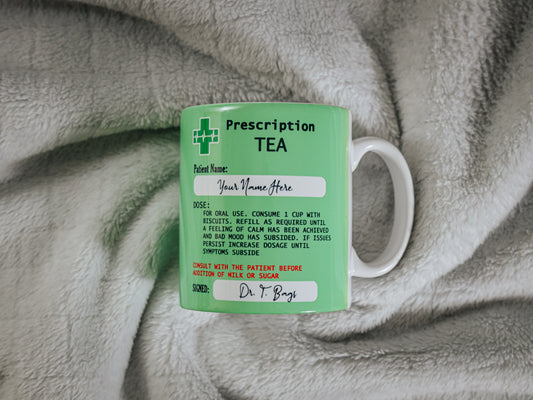 Prescription
TEA
Patient Name:
Your Name Here
DOSE:
FOR ORAL USE. CONSUME 1 CUP WITH
BISCUITS. REFILL AS REQUIRED UNTIL
A FEELING OF CALM HAS BEEN ACHIEVED
AND BAD MOOD HAS SUBSIDED. IF ISSUES
PERSIST INCREASE DOSAGE UNTIL
SYMPTOMS SUBSIDE
CONSULT WITH THE PATIENT BEFORE
ADDITION OF MILK OR SUGAR
SIGNED: Dr. T. Bags